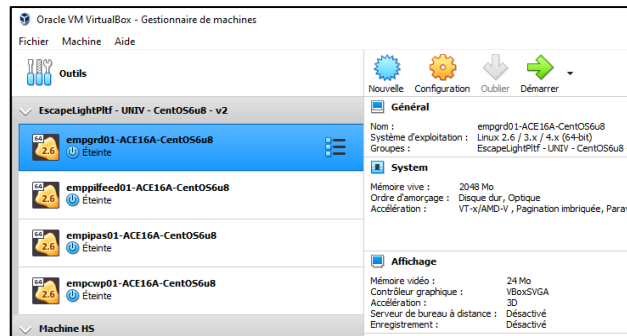 Oracle VM VirtualBox - Gestionnaire de machines
Fichier Machine Aide
Outils
Nouvelle Configuration Oublier Démarrer
EscapeLightPltf - UNIV - CentOS6u8 - v2
64 2.6 empgrd01-ACE16A-CentOS6u8
Éteinte
64 2.6 emppilfeed01-ACE16A-CentOS6u8
Éteinte
64 2.6 empipas01-ACE16A-CentOS6u8
Éteinte
64 2.6 empcwp01-ACE16A-CentOS6u8
Éteinte
Machine HS
Général
Nom : empgrd01-ACE16A-CentOS6u8
Système d'exploitation : Linux 2.6 / 3.x / 4.x (64-bit)
Groupes : EscapeLightPltf - UNIV - CentOS6u8
System
Mémoire vive : 2048 Mo
Ordre d'amorçage : Disque dur, Optique
Accélération : VT-x/AMD-V , Pagination imbriquée, Parav
Affichage
Mémoire vidéo : 24 Mo
Contrôleur graphique : VBoxSVGA
Accélération : 3D
Serveur de bureau à distance : Désactivé
Enregistrement : Désactivé